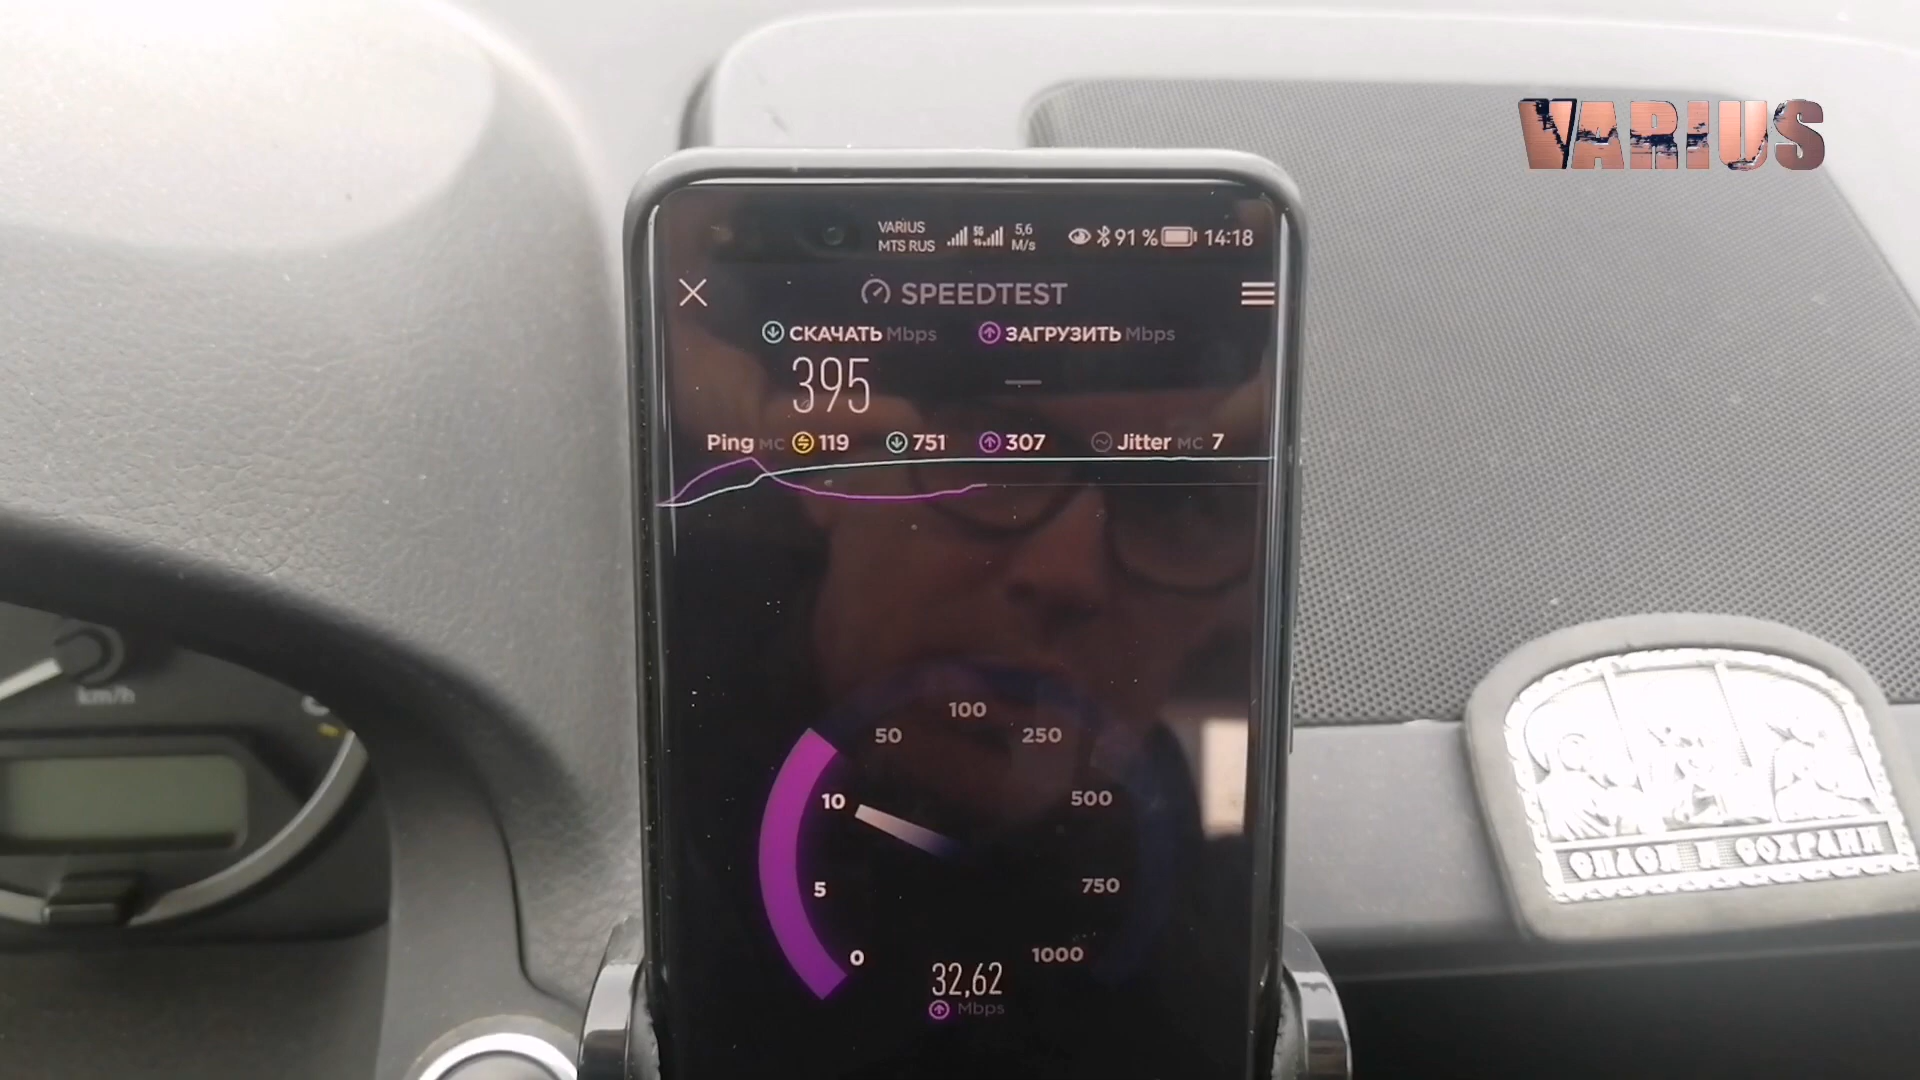 VARIUS
VARIUS
MTS RUS
5G
5,6
M/s
91 %
14:18
SPEEDTEST
СКАЧАТЬ Mbps
ЗАГРУЗИТЬ Mbps
395
—
Ping мс 119 751 307 Jitter мс 7
100
50
250
10
500
5
750
0
1000
32,62
Mbps
km/h
СПАСИ И СОХРАНИ